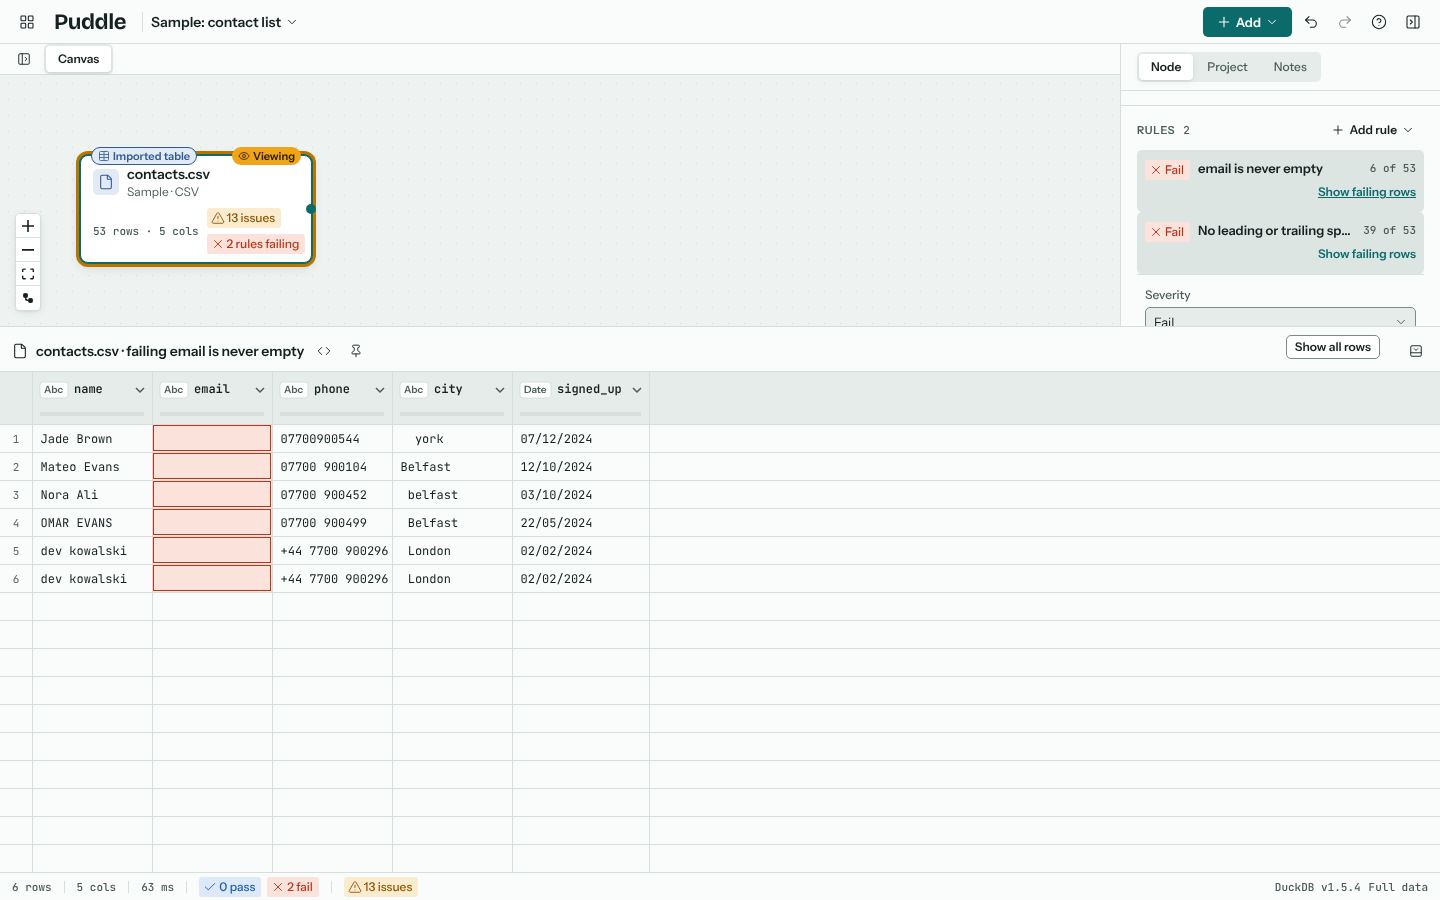 Puddle
Sample: contact list
Add
Canvas
Node
Project
Notes
Imported table
Viewing
contacts.csv
Sample · CSV
53 rows · 5 cols
13 issues
2 rules failing
RULES 2
Add rule
Fail
email is never empty
6 of 53
Show failing rows
Fail
No leading or trailing sp...
39 of 53
Show failing rows
Severity
Fail
contacts.csv · failing email is never empty
Show all rows
Abc name
Abc email
Abc phone
Abc city
Date signed_up
1 Jade Brown 07700900544 york 07/12/2024
2 Mateo Evans 07700 900104 Belfast 12/10/2024
3 Nora Ali 07700 900452 belfast 03/10/2024
4 OMAR EVANS 07700 900499 Belfast 22/05/2024
5 dev kowalski +44 7700 900296 London 02/02/2024
6 dev kowalski +44 7700 900296 London 02/02/2024
6 rows
5 cols
63 ms
0 pass
2 fail
13 issues
DuckDB v1.5.4 Full data